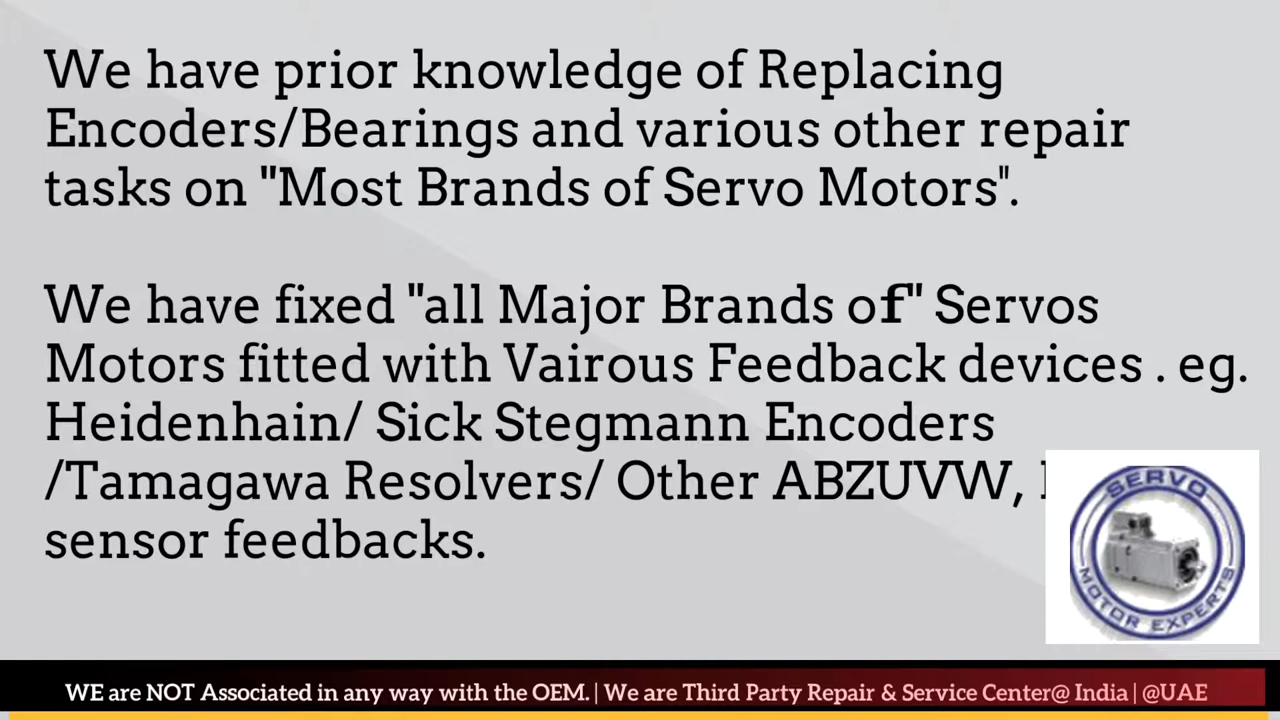 We have prior knowledge of Replacing
Encoders/Bearings and various other repair
tasks on "Most Brands of Servo Motors".
We have fixed "all Major Brands of" Servos
Motors fitted with Vairous Feedback devices . eg.
Heidenhain/ Sick Stegmann Encoders
/Tamagawa Resolvers/ Other ABZUVW,
sensor feedbacks.
SERVO
MOTOR EXPERTS
WE are NOT Associated in any way with the OEM. | We are Third Party Repair & Service Center@ India | @UAE